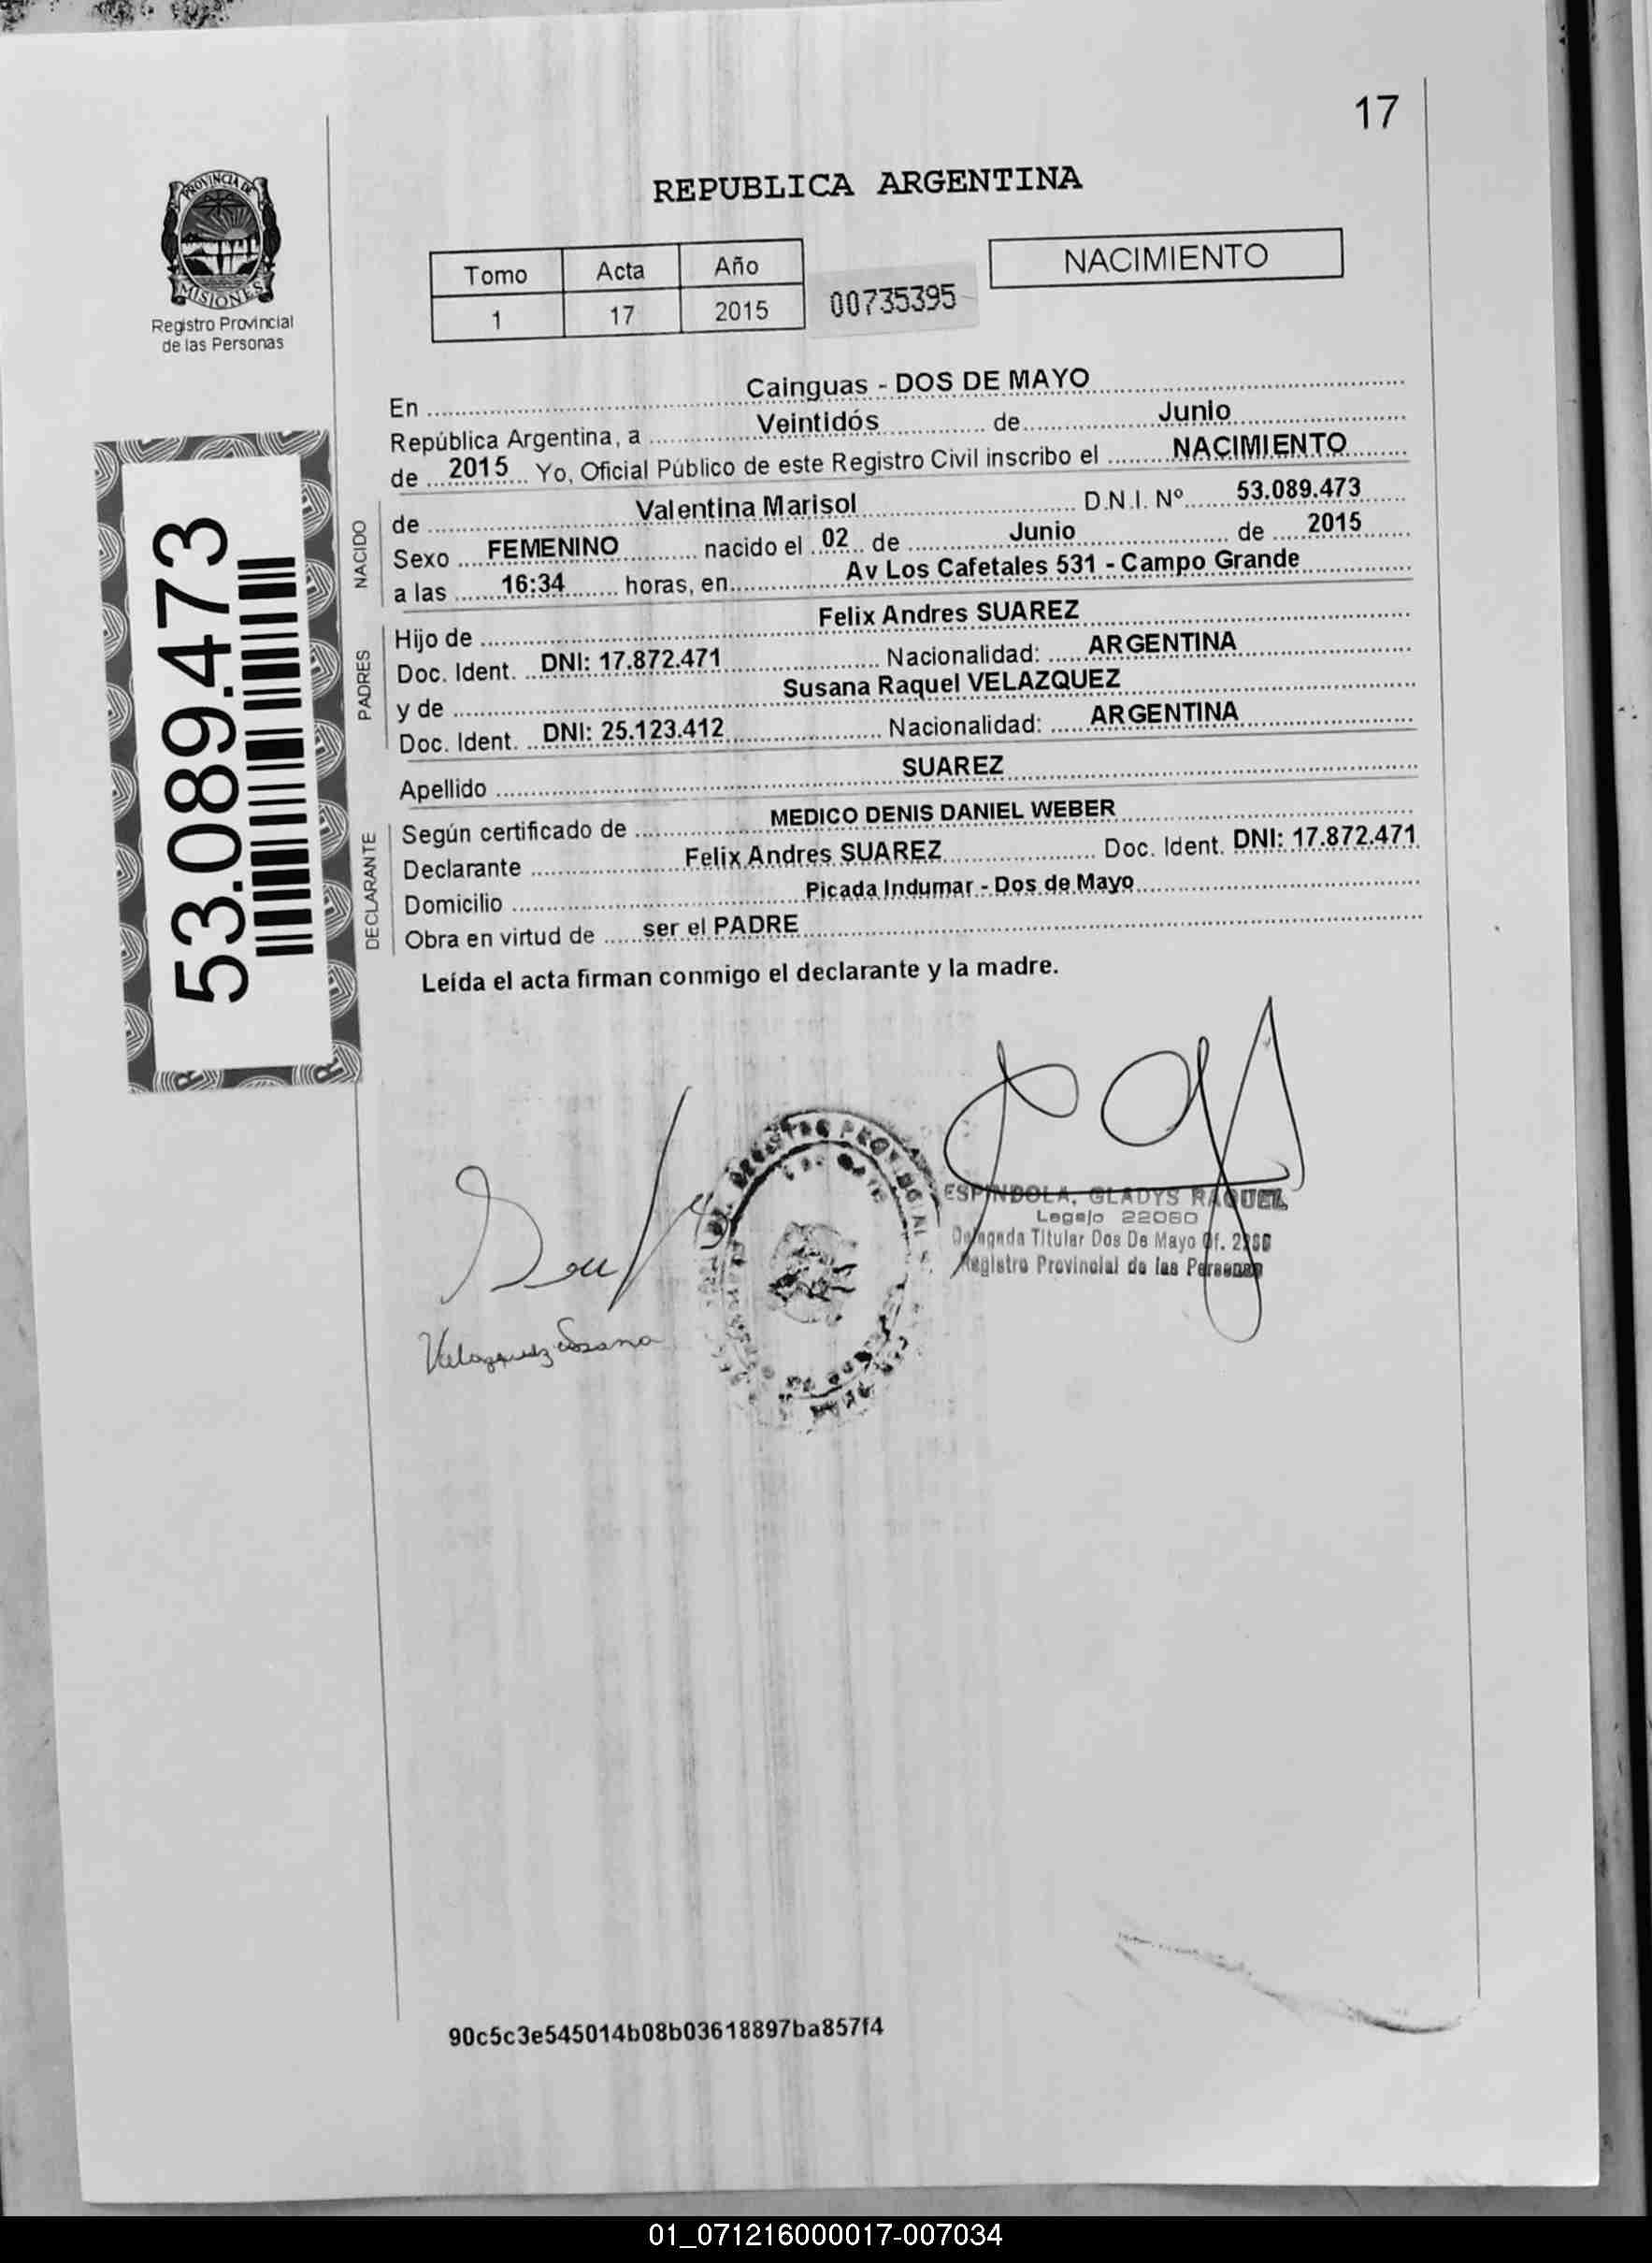 17
PROVINCIA DE
MISIONES
Registro Provincial
de las Personas
REPUBLICA ARGENTINA
Tomo Acta Año
1 17 2015
00735395
NACIMIENTO
En Cainguas - DOS DE MAYO
República Argentina, a Veintidós de Junio
de 2015 Yo, Oficial Público de este Registro Civil inscribo el NACIMIENTO
NACIDO
de Valentina Marisol D.N.I. Nº 53.089.473
Sexo FEMENINO nacido el 02 de Junio de 2015
a las 16:34 horas, en Av Los Cafetales 531 - Campo Grande
PADRES
Hijo de Felix Andres SUAREZ
Doc. Ident. DNI: 17.872.471 Nacionalidad: ARGENTINA
y de Susana Raquel VELAZQUEZ
Doc. Ident. DNI: 25.123.412 Nacionalidad: ARGENTINA
Apellido SUAREZ
DECLARANTE
Según certificado de MEDICO DENIS DANIEL WEBER
Declarante Felix Andres SUAREZ Doc. Ident. DNI: 17.872.471
Domicilio Picada Indumar - Dos de Mayo
Obra en virtud de ser el PADRE
Leída el acta firman conmigo el declarante y la madre.
53.089.473
REGISTRO PROVINCIAL
ESPINDOLA, GLADYS RAQUEL
Legajo 22060
Delegada Titular Dos De Mayo Of.
Registro Provincial de las Personas
Velazquez Susana
90c5c3e545014b08b03618897ba857f4
01_071216000017-007034